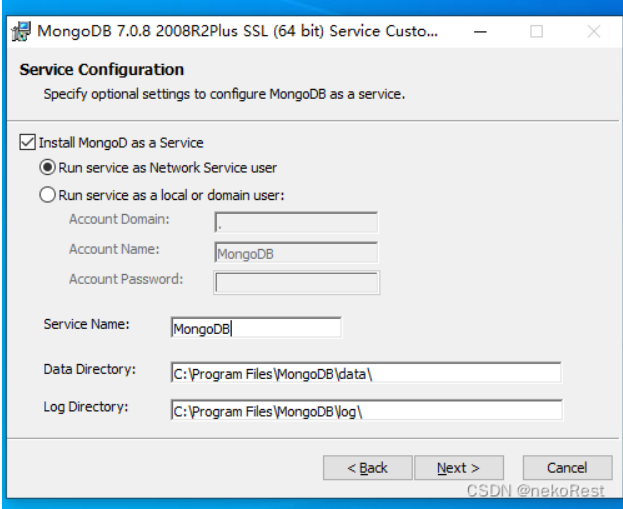 MongoDB 7.0.8 2008R2Plus SSL (64 bit) Service Custo...
Service Configuration
Specify optional settings to configure MongoDB as a service.
Install MongoD as a Service
Run service as Network Service user
Run service as a local or domain user:
Account Domain: .
Account Name: MongoDB
Account Password:
Service Name: MongoDB
Data Directory: C:\Program Files\MongoDB\data\
Log Directory: C:\Program Files\MongoDB\log\
< Back Next > Cancel
CSDN @nekoRest